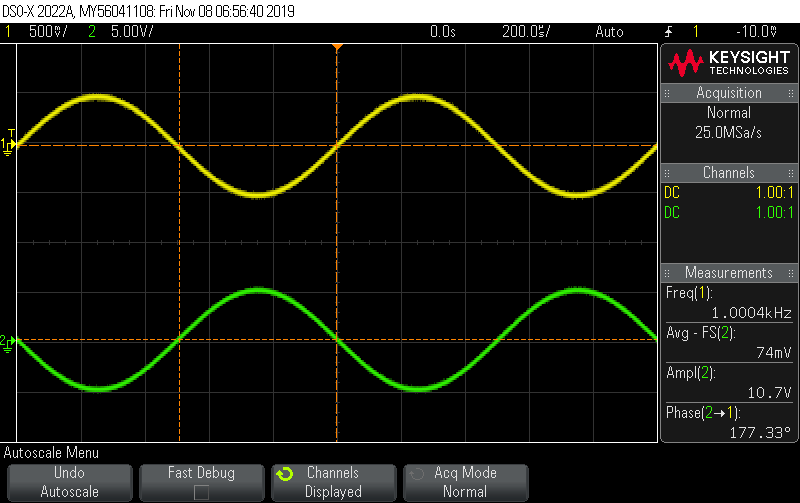 DSO-X 2022A, MY56041108: Fri Nov 08 06:56:40 2019
1 500mV/ 2 5.00V/ 0.0s 200.0us/ Auto 1 -10.0mV
KEYSIGHT
TECHNOLOGIES
Acquisition
Normal
25.0MSa/s
Channels
DC 1.00:1
DC 1.00:1
Measurements
Freq(1):
1.0004kHz
Avg - FS(2):
74mV
Ampl(2):
10.7V
Phase(2→1):
177.33°
T
1
2
Autoscale Menu
Undo
Autoscale
Fast Debug
Channels
Displayed
Acq Mode
Normal